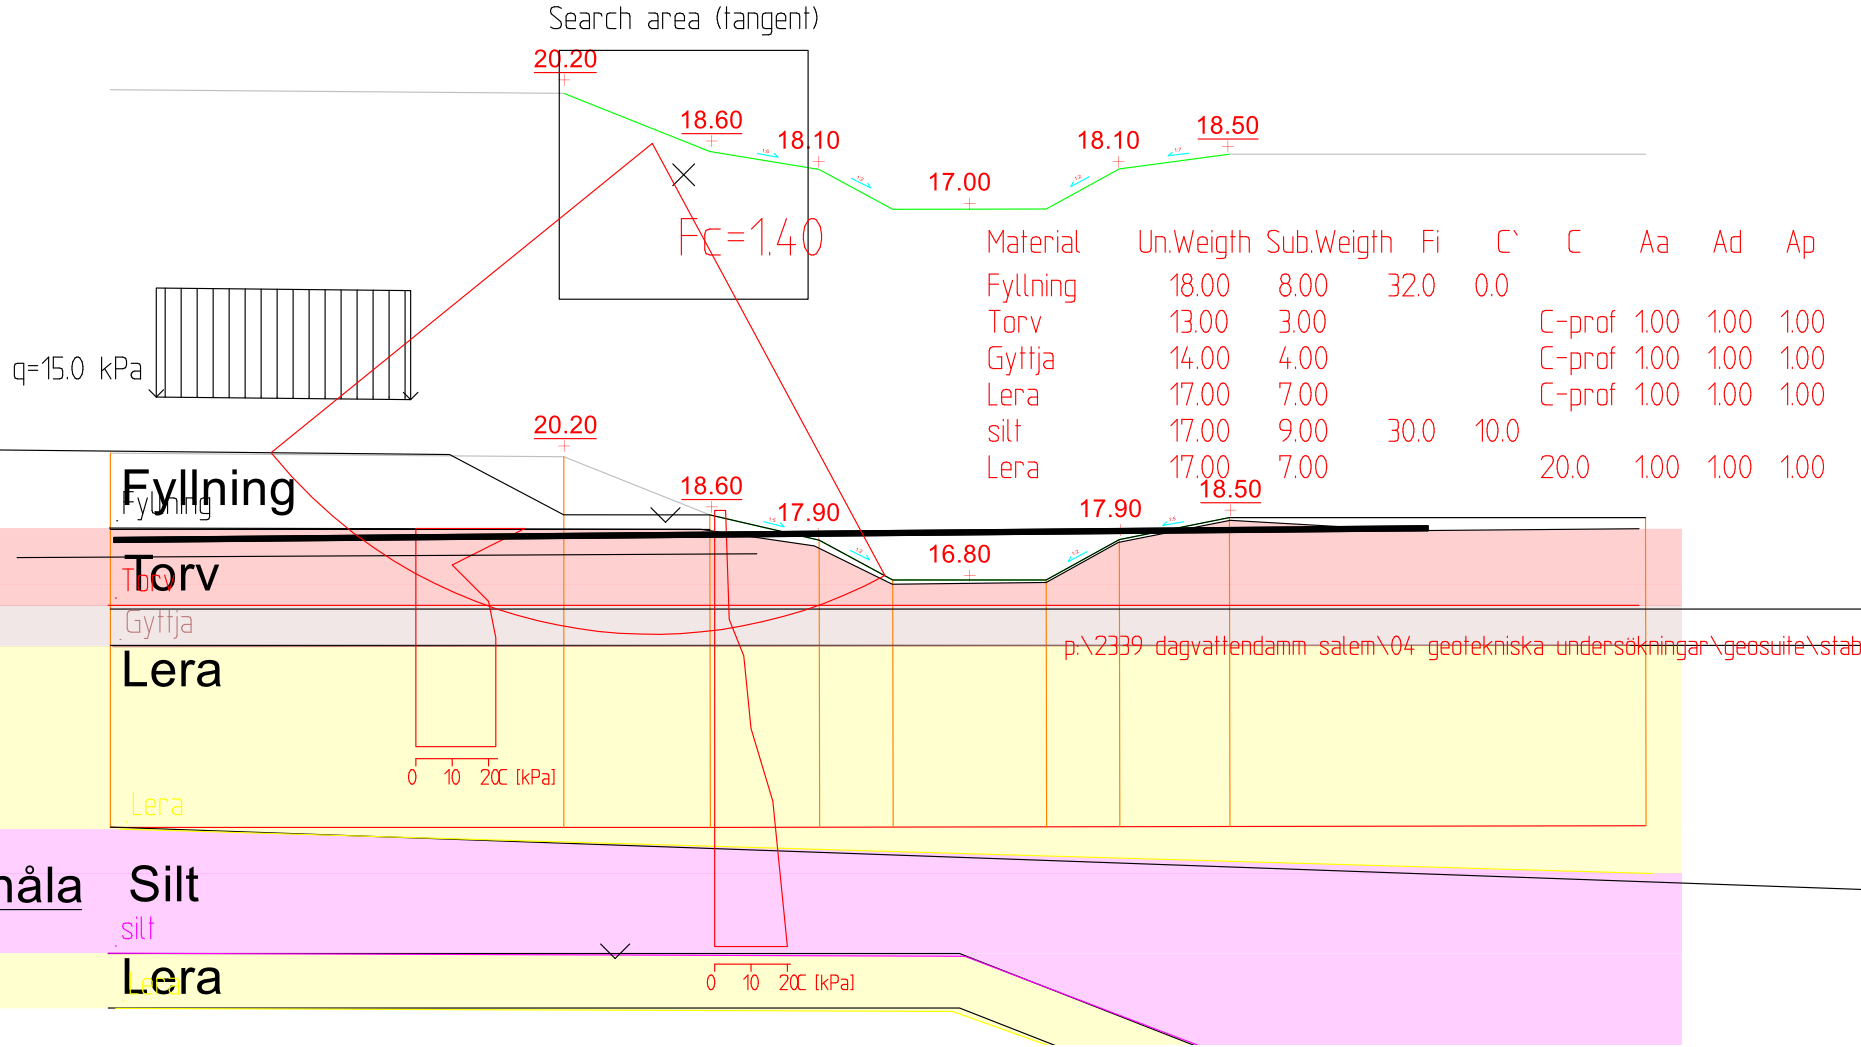 Search area (tangent)
20.20
18.60
18.10
18.10
18.50
17.00
Fc=1.40
Material Un.Weigth Sub.Weigth Fi C` C Aa Ad Ap
Fyllning 18.00 8.00 32.0 0.0
Torv 13.00 3.00 C-prof 1.00 1.00 1.00
Gyttja 14.00 4.00 C-prof 1.00 1.00 1.00
Lera 17.00 7.00 C-prof 1.00 1.00 1.00
silt 17.00 9.00 30.0 10.0
Lera 17.00 7.00 20.0 1.00 1.00 1.00
q=15.0 kPa
20.20
18.60
17.90
17.90
18.50
16.80
Fyllning
Fyllning
Torv
Torv
Gyttja
Lera
p:\2339 dagvattendamm salem\04 geotekniska undersökningar\geosuite\stab
0 10 20 C [kPa]
Lera
Silt
silt
Lera
Lera
0 10 20 C [kPa]